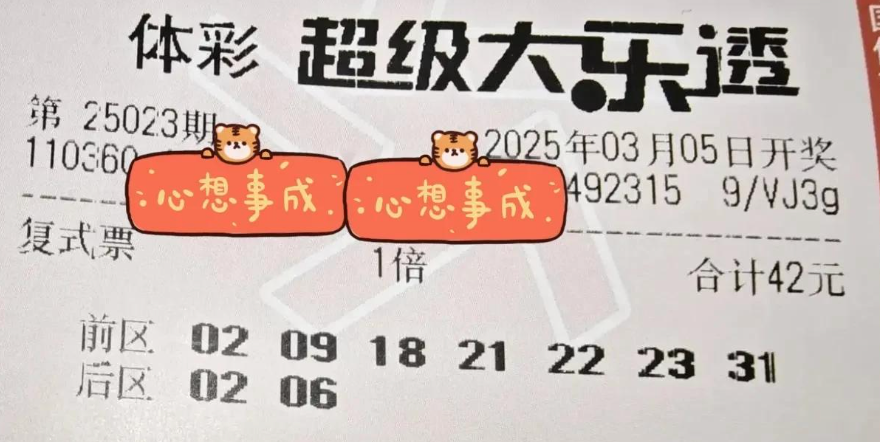 体彩 超级大乐透
第 25023期 2025年03月05日开奖
110360 心想事成 心想事成 492315 9/VJ3g
复式票 1倍 合计42元
前区 02 09 18 21 22 23 31
后区 02 06